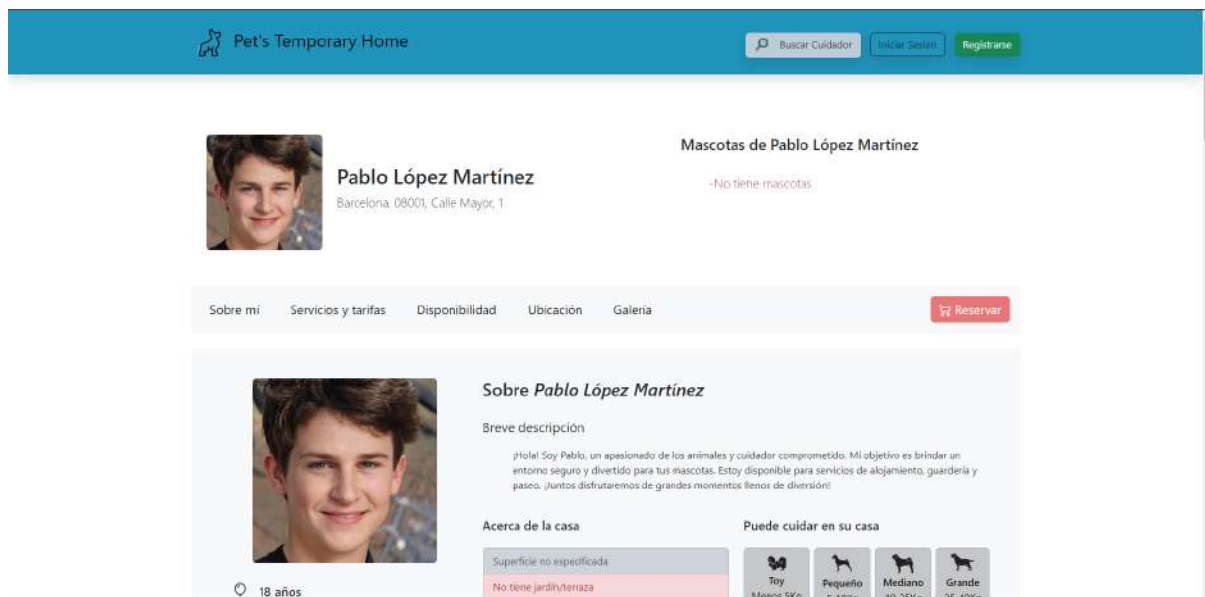 Pet's Temporary Home
Buscar Cuidador
Iniciar Sesion
Registrarse
Pablo López Martínez
Barcelona, 08001, Calle Mayor, 1
Mascotas de Pablo López Martínez
-No tiene mascotas
Sobre mí
Servicios y tarifas
Disponibilidad
Ubicación
Galería
Reservar
Sobre Pablo López Martínez
Breve descripción
¡Hola! Soy Pablo, un apasionado de los animales y cuidador comprometido. Mi objetivo es brindar un
entorno seguro y divertido para tus mascotas. Estoy disponible para servicios de alojamiento, guardería y
paseo. ¡Juntos disfrutaremos de grandes momentos llenos de diversión!
Acerca de la casa
Superficie no especificada
No tiene jardín/terraza
Puede cuidar en su casa
Toy
Menos 5Kg
Pequeño
Mediano
Grande
18 años